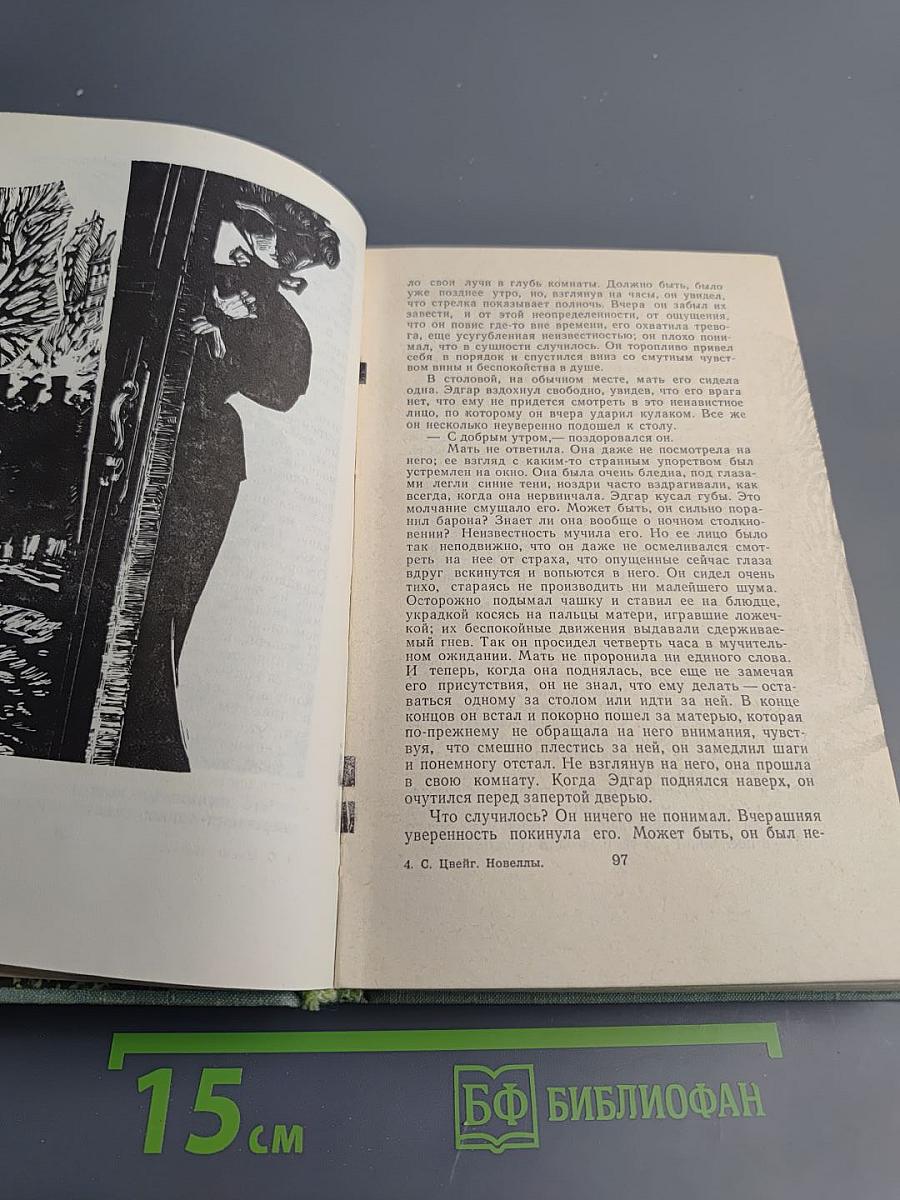 ло свои лучи в глубь комнаты. Должно быть, было
уже позднее утро, но, взглянув на часы, он увидел,
что стрелка показывает полночь. Вчера он забыл их
завести, и от этой неопределенности, от ощущения,
что он повис где-то вне времени, его охватила трево-
га, еще усугубленная неизвестностью; он плохо пони-
мал, что в сущности случилось. Он торопливо привел
себя в порядок и спустился вниз со смутным чувст-
вом вины и беспокойства в душе.
В столовой, на обычном месте, мать его сидела
одна. Эдгар вздохнул свободно, увидев, что его врага
нет, что ему не придется смотреть в это ненавистное
лицо, по которому он вчера ударил кулаком. Все же
он несколько неуверенно подошел к столу.
— С добрым утром,— поздоровался он.
Мать не ответила. Она даже не посмотрела на
него; ее взгляд с каким-то странным упорством был
устремлен на окно. Она была очень бледна, под глаза-
ми легли синие тени, ноздри часто вздрагивали, как
всегда, когда она нервничала. Эдгар кусал губы. Это
молчание смущало его. Может быть, он сильно пора-
нил барона? Знает ли она вообще о ночном столкно-
вении? Неизвестность мучила его. Но ее лицо было
так неподвижно, что он даже не осмеливался смот-
реть на нее от страха, что опущенные сейчас глаза
вдруг вскинутся и вопьются в него. Он сидел очень
тихо, стараясь не производить ни малейшего шума.
Осторожно подымал чашку и ставил ее на блюдце,
украдкой косясь на пальцы матери, игравшие ложеч-
кой; их беспокойные движения выдавали сдерживае-
мый гнев. Так он просидел четверть часа в мучитель-
ном ожидании. Мать не проронила ни единого слова.
И теперь, когда она поднялась, все еще не замечая
его присутствия, он не знал, что ему делать — оста-
ваться одному за столом или идти за ней. В конце
концов он встал и покорно пошел за матерью, которая
по-прежнему не обращала на него внимания, чувст-
вуя, что смешно плестись за ней, он замедлил шаги
и понемногу отстал. Не взглянув на него, она прошла
в свою комнату. Когда Эдгар поднялся наверх, он
очутился перед запертой дверью.
Что случилось? Он ничего не понимал. Вчерашняя
уверенность покинула его. Может быть, он был не-
4. С. Цвейг. Новеллы. 97
15 см
БФ БИБЛИОФАН